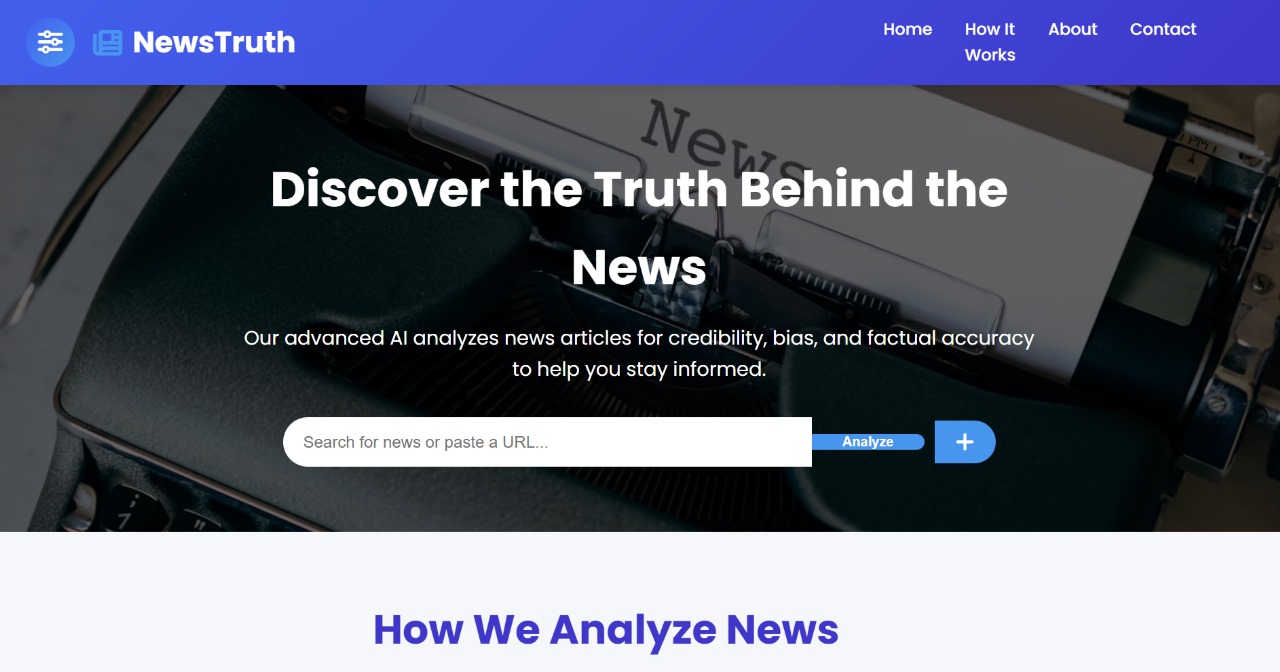 NewsTruth
Home
How It
Works
About
Contact
News
Discover the Truth Behind the
News
Our advanced AI analyzes news articles for credibility, bias, and factual accuracy
to help you stay informed.
Search for news or paste a URL...
Analyze
How We Analyze News